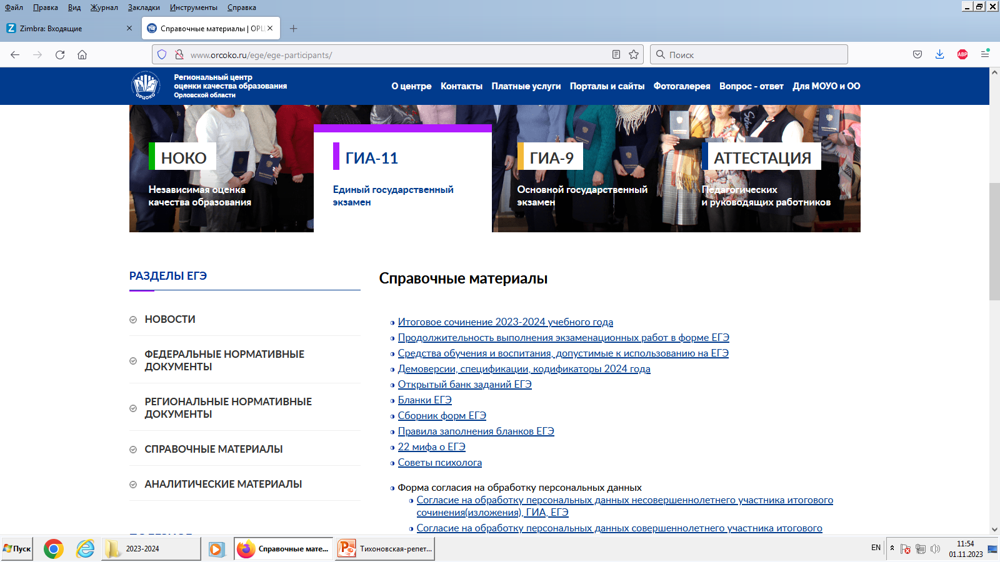 Файл Правка Вид Журнал Закладки Инструменты Справка
Zimbra: Входящие
Справочные материалы | ОРЦ
www.orcoko.ru/ege/ege-participants/
Поиск
ABP
ОРЦОКО
Региональный центр
оценки качества образования
Орловской области
О центре Контакты Платные услуги Порталы и сайты Фотогалерея Вопрос - ответ Для МОУО и ОО
НОКО
Независимая оценка
качества образования
ГИА-11
Единый государственный
экзамен
ГИА-9
Основной государственный
экзамен
АТТЕСТАЦИЯ
Педагогических
и руководящих работников
РАЗДЕЛЫ ЕГЭ
НОВОСТИ
ФЕДЕРАЛЬНЫЕ НОРМАТИВНЫЕ
ДОКУМЕНТЫ
РЕГИОНАЛЬНЫЕ НОРМАТИВНЫЕ
ДОКУМЕНТЫ
СПРАВОЧНЫЕ МАТЕРИАЛЫ
АНАЛИТИЧЕСКИЕ МАТЕРИАЛЫ
Справочные материалы
Итоговое сочинение 2023-2024 учебного года
Продолжительность выполнения экзаменационных работ в форме ЕГЭ
Средства обучения и воспитания, допустимые к использованию на ЕГЭ
Демоверсии, спецификации, кодификаторы 2024 года
Открытый банк заданий ЕГЭ
Бланки ЕГЭ
Сборник форм ЕГЭ
Правила заполнения бланков ЕГЭ
22 мифа о ЕГЭ
Советы психолога
Форма согласия на обработку персональных данных
Согласие на обработку персональных данных несовершеннолетнего участника итогового
сочинения(изложения), ГИА, ЕГЭ
Согласие на обработку персональных данных совершеннолетнего участника итогового
Пуск
2023-2024
Справочные мате...
Тихоновская-репет...
EN
11:54
01.11.2023